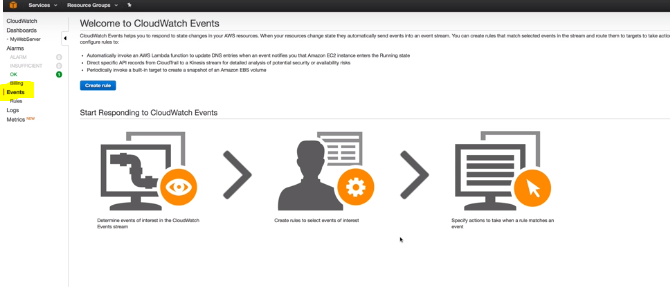 Services
Resource Groups
CloudWatch
Dashboards
MyWebServer
Alarms
ALARM 0
INSUFFICIENT 0
OK 1
Billing
Events
Rules
Logs
Metrics NEW
Welcome to CloudWatch Events
CloudWatch Events helps you to respond to state changes in your AWS resources. When your resources change state they automatically send events into an event stream. You can create rules that match selected events in the stream and route them to targets to take actio
configure rules to:
• Automatically invoke an AWS Lambda function to update DNS entries when an event notifies you that Amazon EC2 instance enters the Running state
• Direct specific API records from CloudTrail to a Kinesis stream for detailed analysis of potential security or availability risks
• Periodically invoke a built-in target to create a snapshot of an Amazon EBS volume
Create rule
Start Responding to CloudWatch Events
Determine events of interest in the CloudWatch
Events stream
Create rules to select events of interest
Specify actions to take when a rule matches an
event